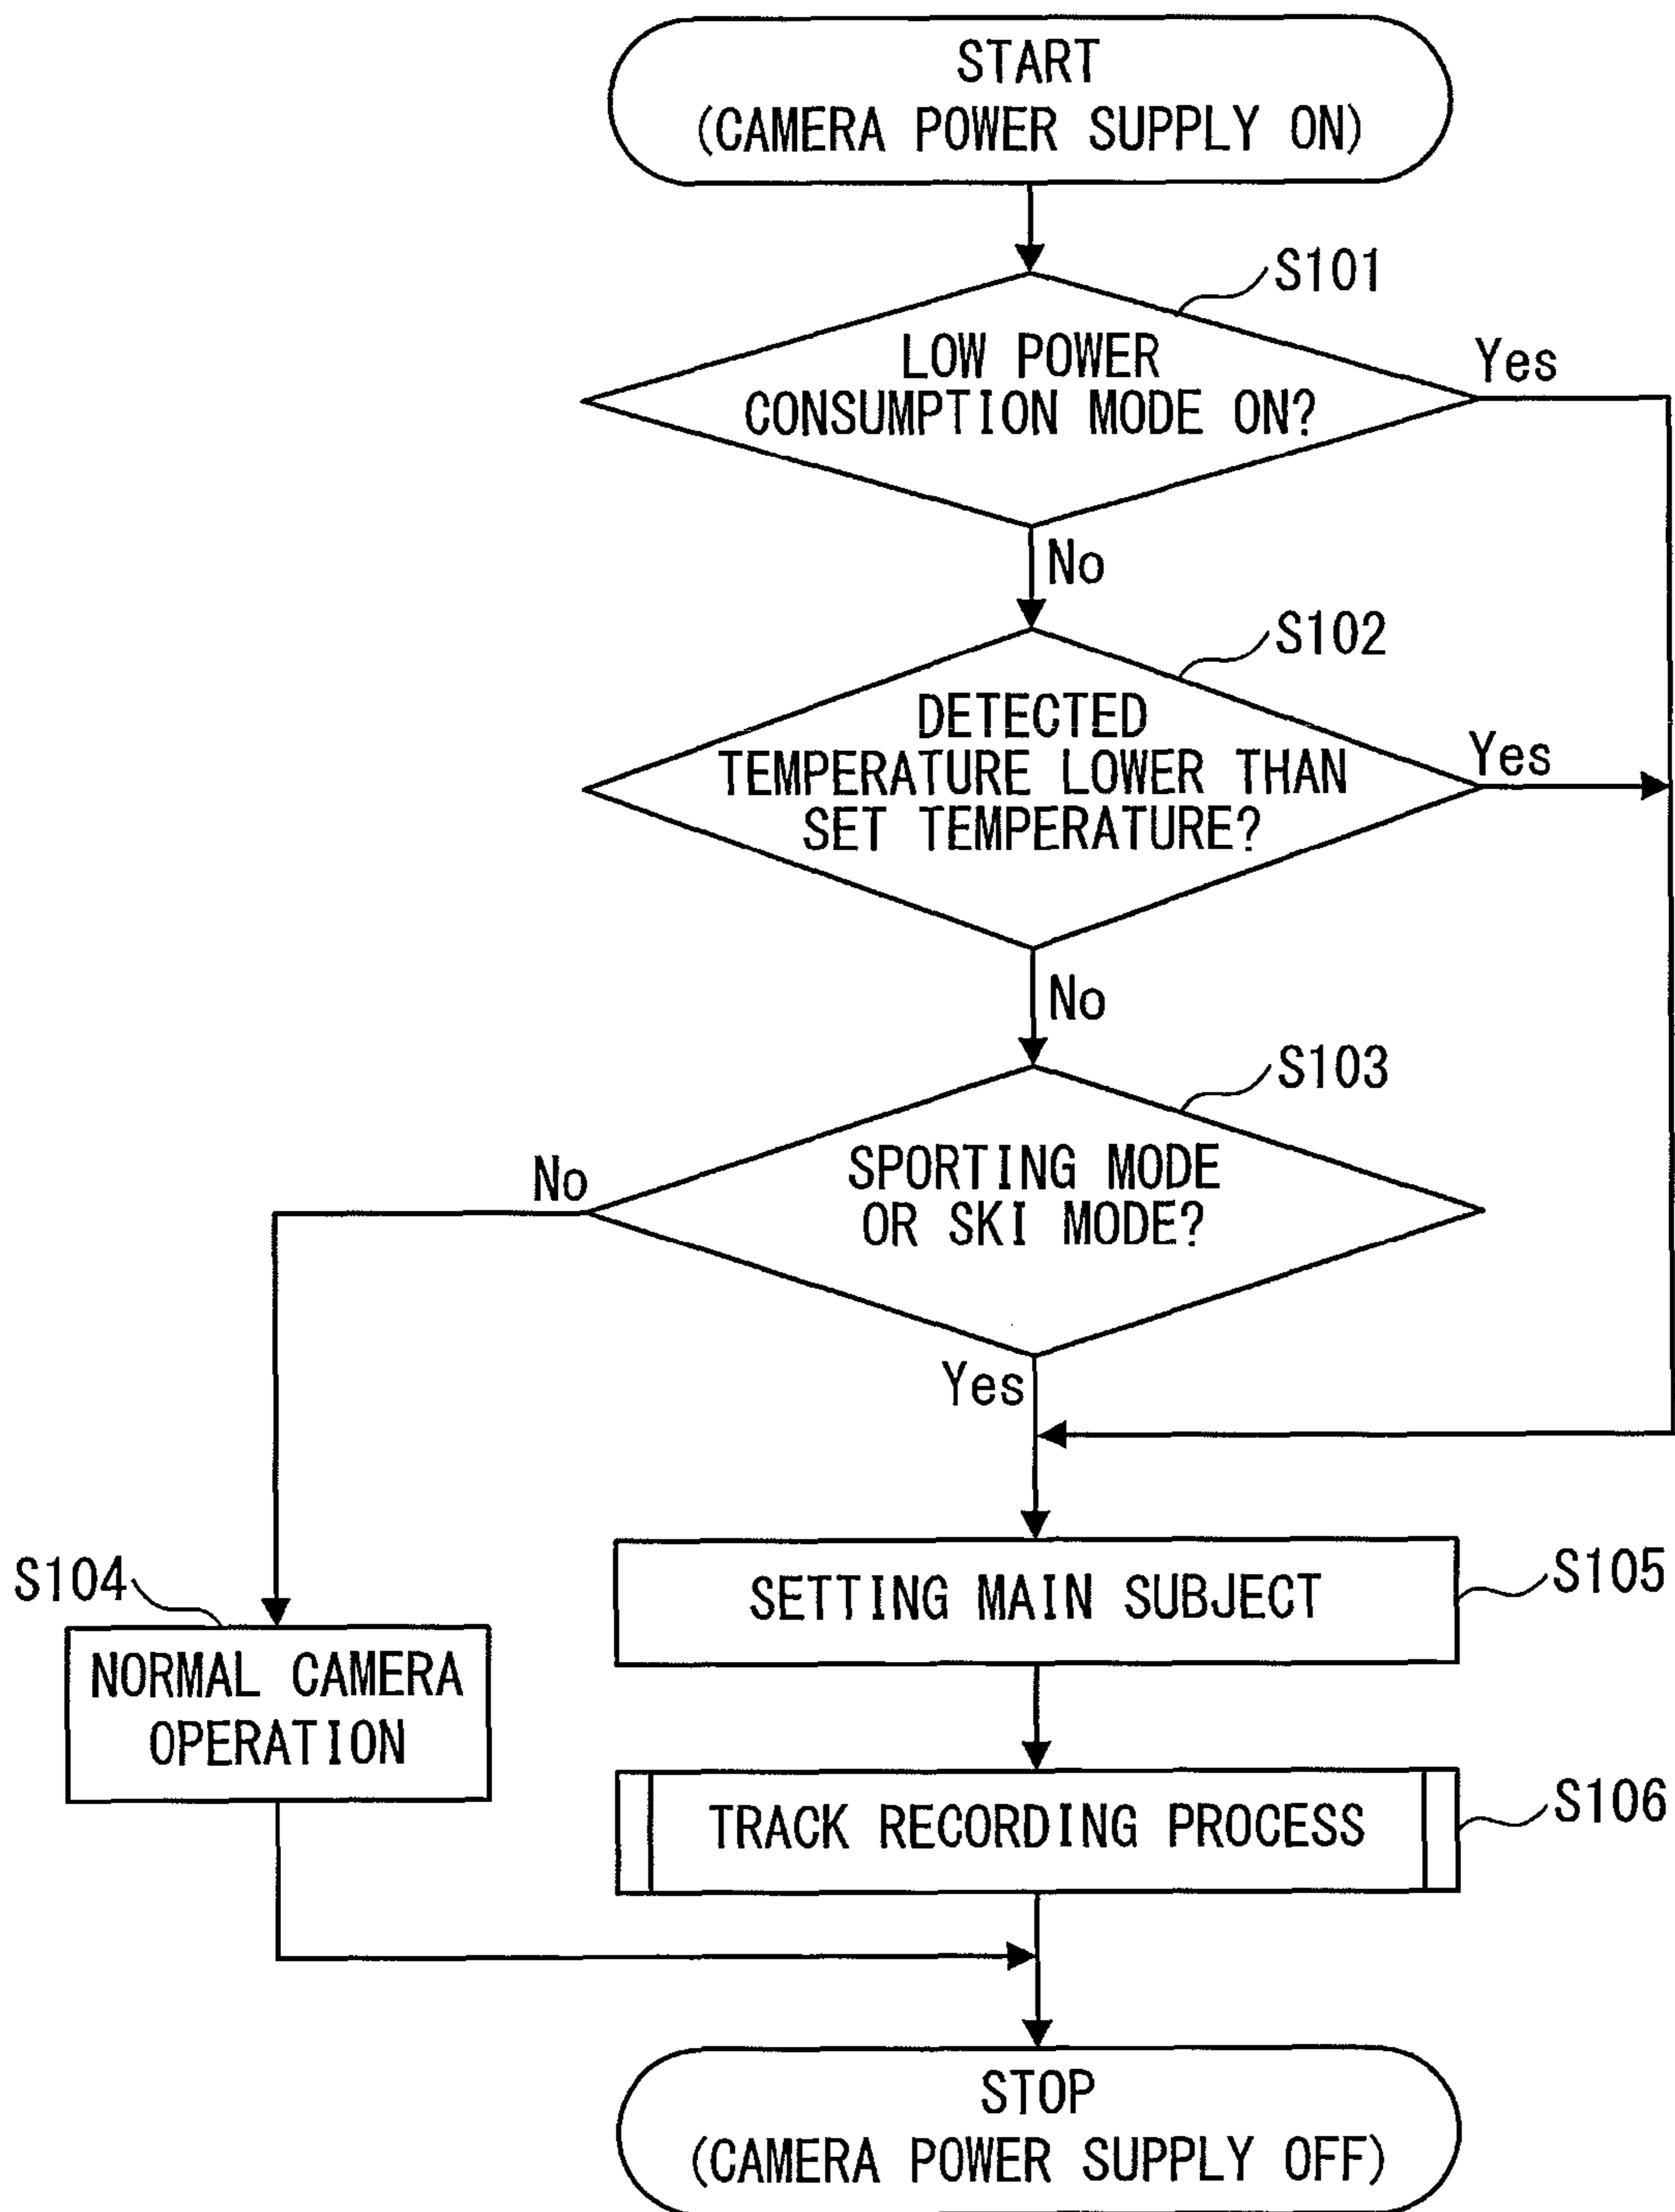 START
(CAMERA POWER SUPPLY ON)
S101
LOW POWER
CONSUMPTION MODE ON?
Yes
No
S102
DETECTED
TEMPERATURE LOWER THAN
SET TEMPERATURE?
Yes
No
S103
SPORTING MODE
OR SKI MODE?
No
Yes
S104
NORMAL CAMERA
OPERATION
SETTING MAIN SUBJECT
S105
TRACK RECORDING PROCESS
S106
STOP
(CAMERA POWER SUPPLY OFF)